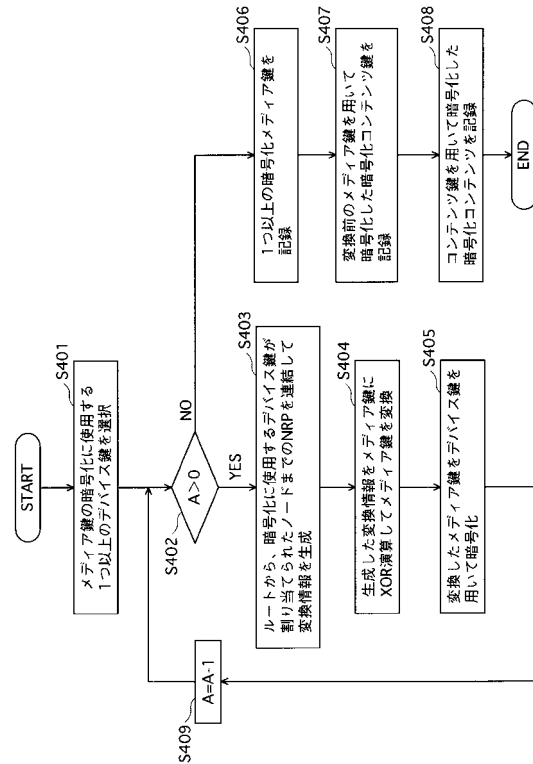 START
S401
メディア鍵の暗号化に使用する
1つ以上のデバイス鍵を選択
S402
A>0
NO
YES
S403
ルートから、暗号化に使用するデバイス鍵が
割り当てられたノードまでのNRPを連結して
変換情報を生成
S404
生成した変換情報をメディア鍵に
XOR演算してメディア鍵を変換
S405
変換したメディア鍵をデバイス鍵を
用いて暗号化
S409
A=A-1
S406
1つ以上の暗号化メディア鍵を
記録
S407
変換前のメディア鍵を用いて
暗号化した暗号化コンテンツ鍵を
記録
S408
コンテンツ鍵を用いて暗号化した
暗号化コンテンツを記録
END